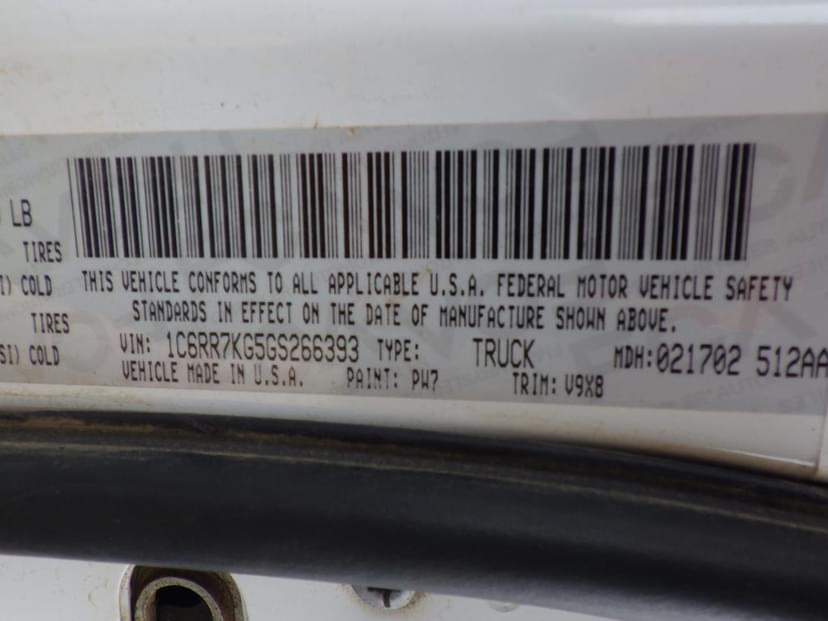 LB
TIRES
COLD
TIRES
COLD
THIS VEHICLE CONFORMS TO ALL APPLICABLE U.S.A. FEDERAL MOTOR VEHICLE SAFETY
STANDARDS IN EFFECT ON THE DATE OF MANUFACTURE SHOWN ABOVE.
VIN: 1C6RR7KG5GS266393 TYPE: TRUCK MDH:021702 512AA
VEHICLE MADE IN U.S.A. PAINT: PW7 TRIM: V9X8